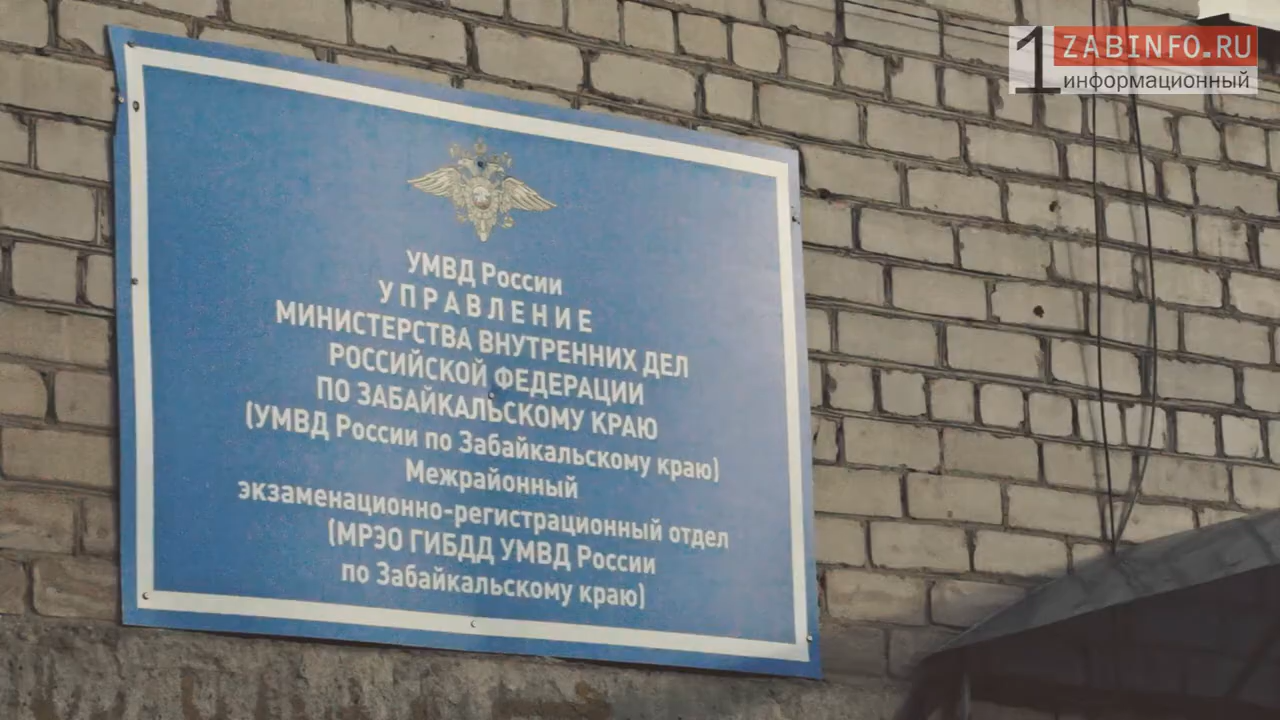 1ZABINFO.RU
информационный
УМВД России
УПРАВЛЕНИЕ
МИНИСТЕРСТВА ВНУТРЕННИХ ДЕЛ
РОССИЙСКОЙ ФЕДЕРАЦИИ
ПО ЗАБАЙКАЛЬСКОМУ КРАЮ
(УМВД России по Забайкальскому краю)
Межрайонный
экзаменационно-регистрационный отдел
(МРЭО ГИБДД УМВД России
по Забайкальскому краю)